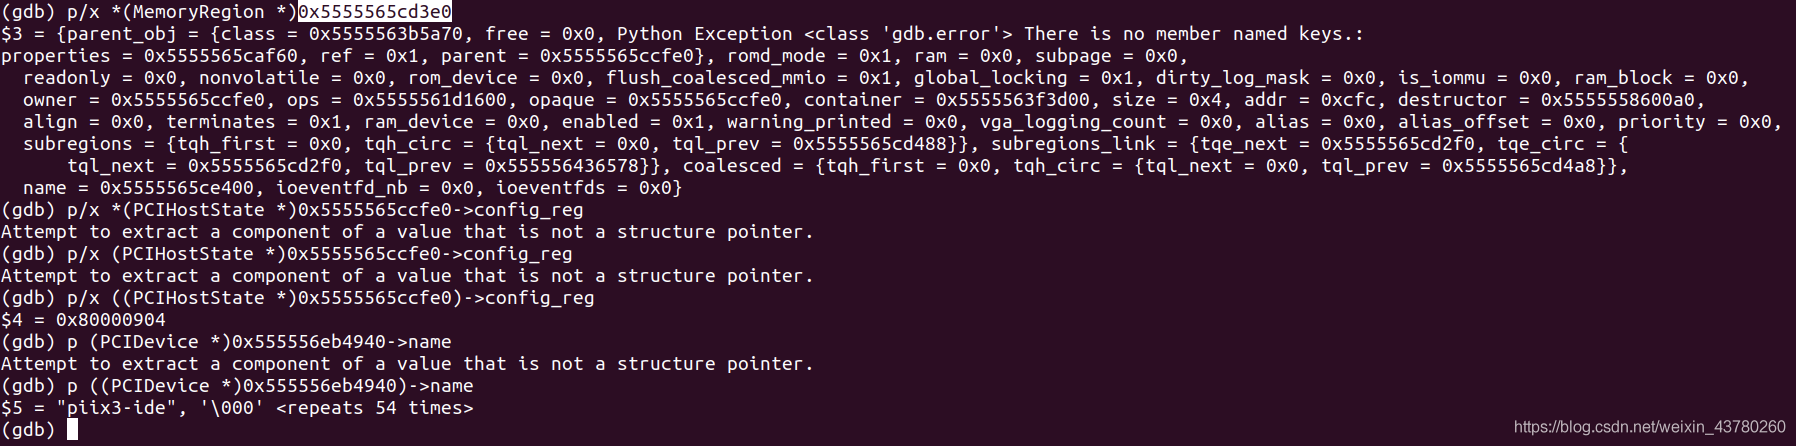 (gdb) p/x *(MemoryRegion *)0x5555565cd3e0
$3 = {parent_obj = {class = 0x5555563b5a70, free = 0x0, Python Exception <class 'gdb.error'> There is no member named keys.:
properties = 0x5555565caf60, ref = 0x1, parent = 0x5555565ccfe0}, romd_mode = 0x1, ram = 0x0, subpage = 0x0,
readonly = 0x0, nonvolatile = 0x0, rom_device = 0x0, flush_coalesced_mmio = 0x1, global_locking = 0x1, dirty_log_mask = 0x0, is_iommu = 0x0, ram_block = 0x0,
owner = 0x5555565ccfe0, ops = 0x5555561d1600, opaque = 0x5555565ccfe0, container = 0x5555563f3d00, size = 0x4, addr = 0xcfc, destructor = 0x5555558600a0,
align = 0x0, terminates = 0x1, ram_device = 0x0, enabled = 0x1, warning_printed = 0x0, vga_logging_count = 0x0, alias = 0x0, alias_offset = 0x0, priority = 0x0,
subregions = {tqh_first = 0x0, tqh_circ = {tql_next = 0x0, tql_prev = 0x5555565cd488}}, subregions_link = {tqe_next = 0x5555565cd2f0, tqe_circ = {
tql_next = 0x5555565cd2f0, tql_prev = 0x555556436578}}, coalesced = {tqh_first = 0x0, tqh_circ = {tql_next = 0x0, tql_prev = 0x5555565cd4a8}},
name = 0x5555565ce400, ioeventfd_nb = 0x0, ioeventfds = 0x0}
(gdb) p/x *(PCIHostState *)0x5555565ccfe0->config_reg
Attempt to extract a component of a value that is not a structure pointer.
(gdb) p/x (PCIHostState *)0x5555565ccfe0->config_reg
Attempt to extract a component of a value that is not a structure pointer.
(gdb) p/x ((PCIHostState *)0x5555565ccfe0)->config_reg
$4 = 0x80000904
(gdb) p (PCIDevice *)0x555556eb4940->name
Attempt to extract a component of a value that is not a structure pointer.
(gdb) p ((PCIDevice *)0x555556eb4940)->name
$5 = "piix3-ide", '\000' <repeats 54 times>
(gdb)
https://blog.csdn.net/weixin_43780260